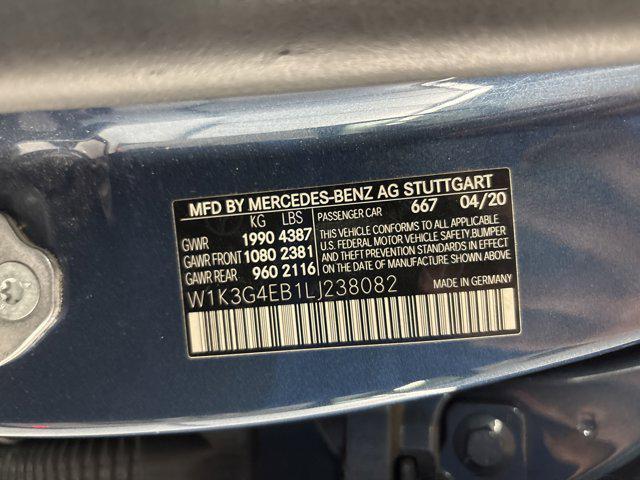 MFD BY MERCEDES-BENZ AG STUTTGART
KG LBS
GVWR 1990 4387
GAWR FRONT 1080 2381
GAWR REAR 960 2116
PASSENGER CAR 667 04/20
THIS VEHICLE CONFORMS TO ALL APPLICABLE
U.S. FEDERAL MOTOR VEHICLE SAFETY, BUMPER
AND THEFT PREVENTION STANDARDS IN EFFECT
ON THE DATE OF MANUFACTURE SHOWN ABOVE.
W1K3G4EB1LJ238082 MADE IN GERMANY